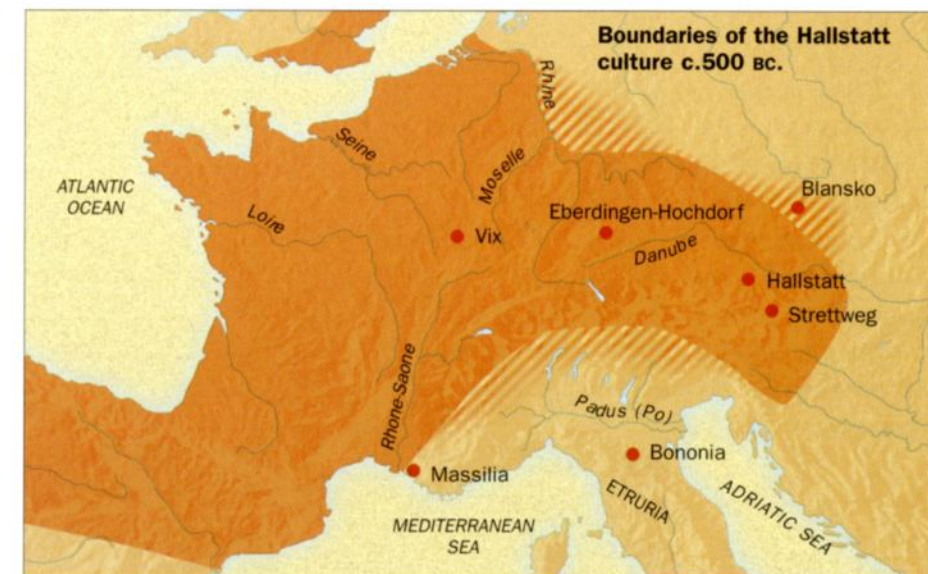 Boundaries of the Hallstatt
culture c.500 BC.
Rhine
Seine
Moselle
ATLANTIC
OCEAN
Blansko
Eberdingen-Hochdorf
Loire
Vix
Danube
Hallstatt
Strettweg
Rhone-Saone
Padus (Po)
Bononia
Massilia
ETRURIA
ADRIATIC SEA
MEDITERRANEAN
SEA